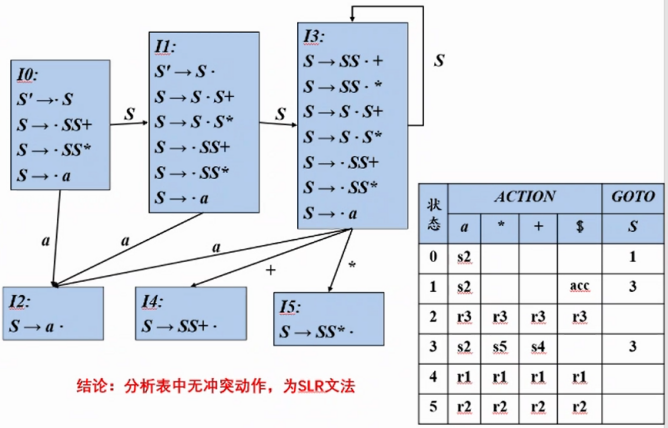 I0:
S' → · S
S → · SS+
S → · SS*
S → · a
S
I1:
S' → S ·
S → S · S+
S → S · S*
S → · SS+
S → · SS*
S → · a
S
I3:
S → SS · +
S → SS · *
S → S · S+
S → S · S*
S → · SS+
S → · SS*
S → · a
S
a
a
a
+
*
I2:
S → a ·
I4:
S → SS+ ·
I5:
S → SS* ·
状态 ACTION GOTO
a * + $ S
0 s2 1
1 s2 acc 3
2 r3 r3 r3 r3
3 s2 s5 s4 3
4 r1 r1 r1 r1
5 r2 r2 r2 r2
结论：分析表中无冲突动作，为SLR文法